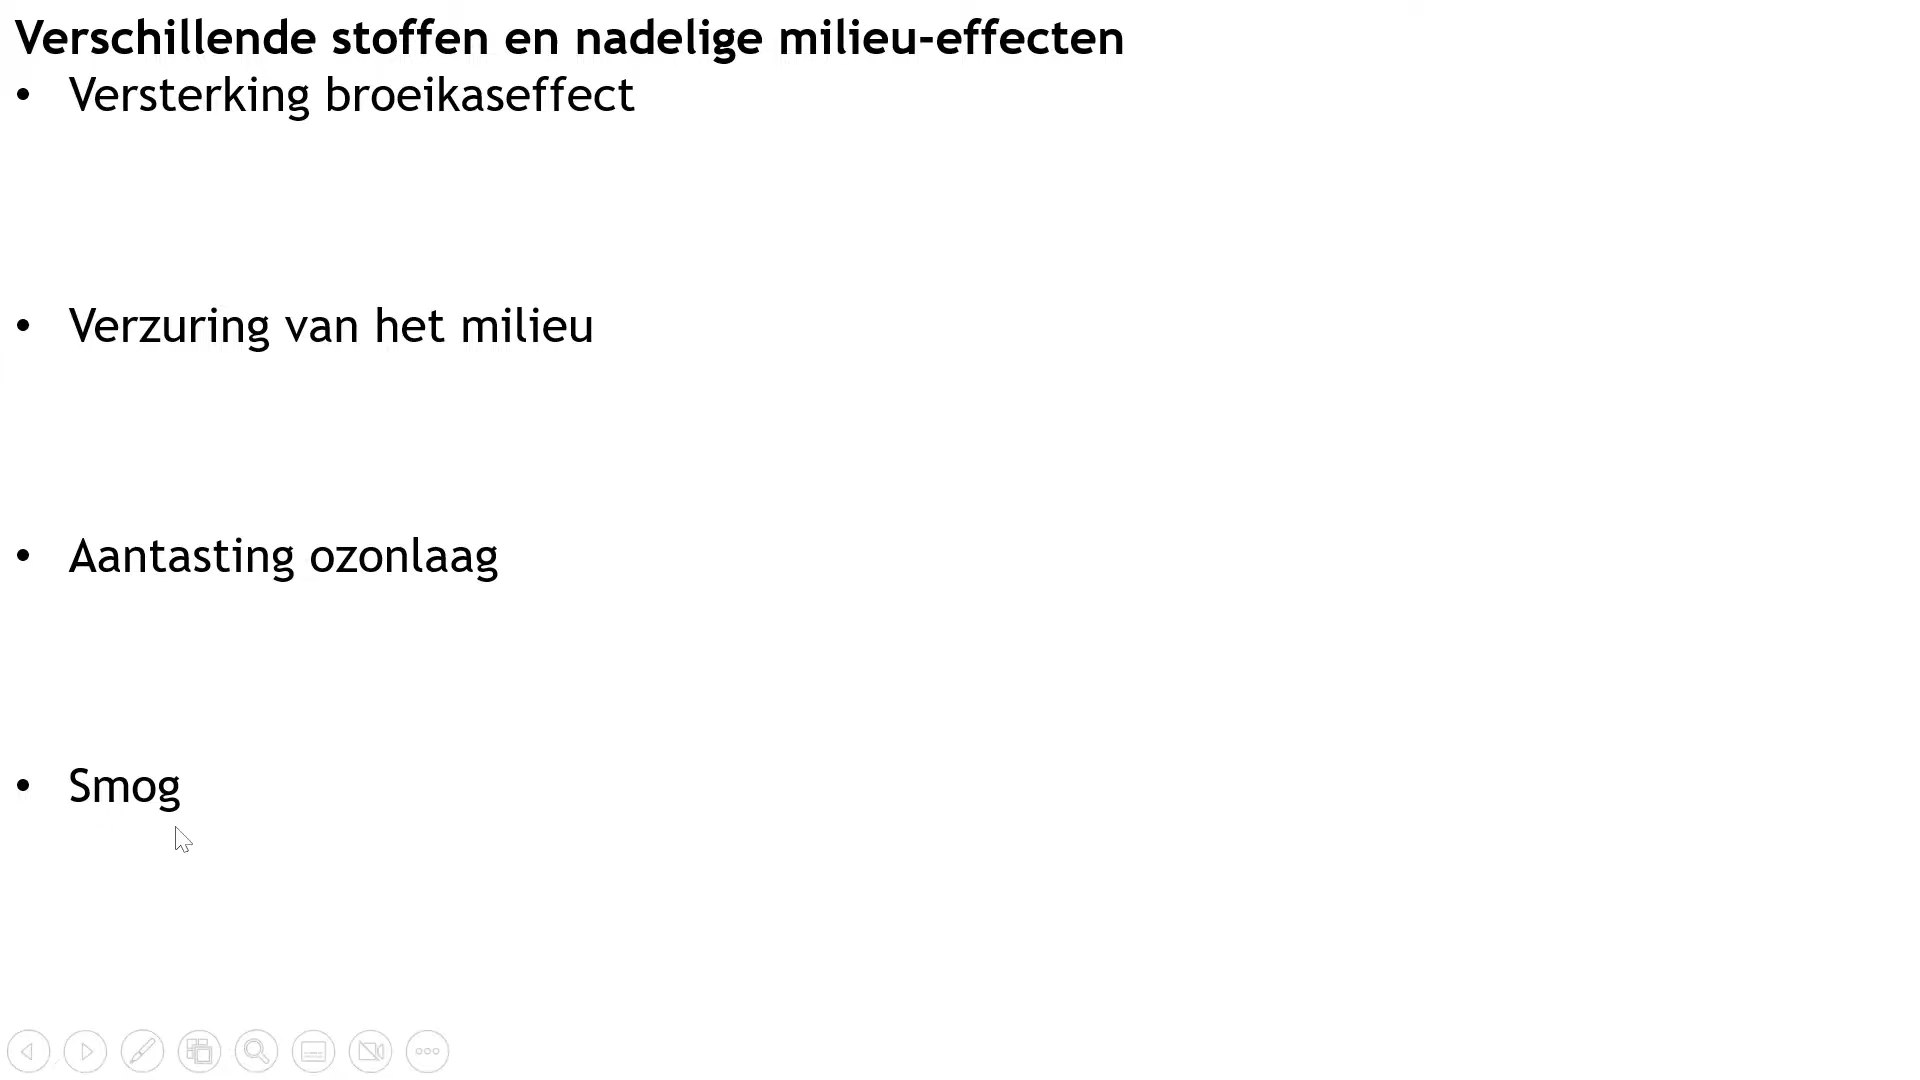 Verschillende stoffen en nadelige milieu-effecten
• Versterking broeikaseffect
• Verzuring van het milieu
• Aantasting ozonlaag
• Smog